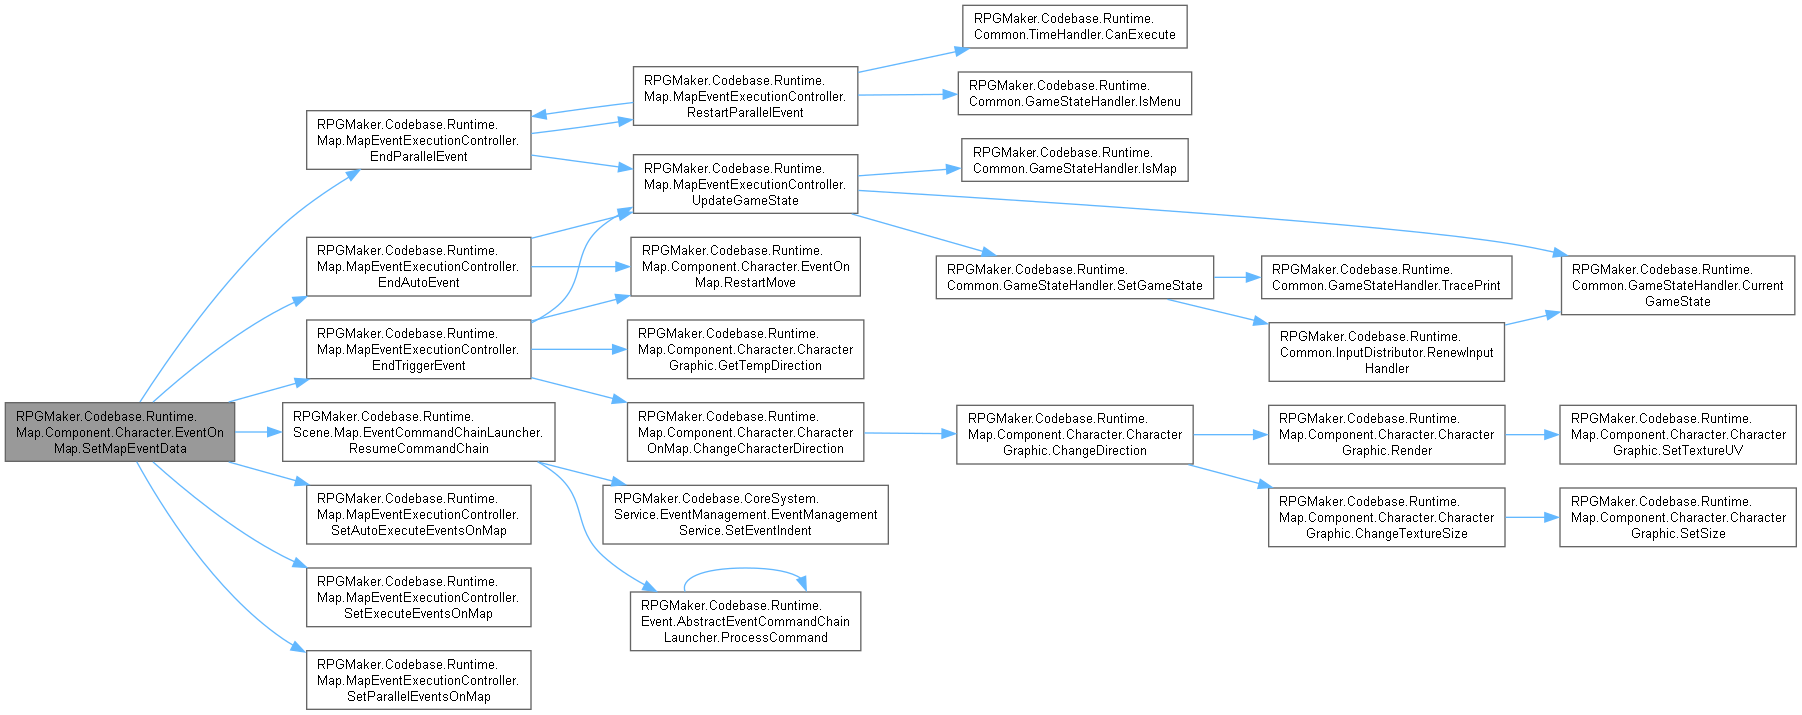 RPGMaker.Codebase.Runtime.
Map.Component.Character.EventOn
Map.SetMapEventData
RPGMaker.Codebase.Runtime.
Map.MapEventExecutionController.
EndParallelEvent
RPGMaker.Codebase.Runtime.
Map.MapEventExecutionController.
RestartParallelEvent
RPGMaker.Codebase.Runtime.
Common.TimeHandler.CanExecute
RPGMaker.Codebase.Runtime.
Common.GameStateHandler.IsMenu
RPGMaker.Codebase.Runtime.
Map.MapEventExecutionController.
UpdateGameState
RPGMaker.Codebase.Runtime.
Common.GameStateHandler.IsMap
RPGMaker.Codebase.Runtime.
Common.GameStateHandler.SetGameState
RPGMaker.Codebase.Runtime.
Common.GameStateHandler.TracePrint
RPGMaker.Codebase.Runtime.
Common.GameStateHandler.Current
GameState
RPGMaker.Codebase.Runtime.
Common.InputDistributor.RenewInput
Handler
RPGMaker.Codebase.Runtime.
Map.MapEventExecutionController.
EndAutoEvent
RPGMaker.Codebase.Runtime.
Map.Component.Character.EventOn
Map.RestartMove
RPGMaker.Codebase.Runtime.
Map.MapEventExecutionController.
EndTriggerEvent
RPGMaker.Codebase.Runtime.
Map.Component.Character.Character
Graphic.GetTempDirection
RPGMaker.Codebase.Runtime.
Map.Component.Character.Character
OnMap.ChangeCharacterDirection
RPGMaker.Codebase.Runtime.
Map.Component.Character.Character
Graphic.ChangeDirection
RPGMaker.Codebase.Runtime.
Map.Component.Character.Character
Graphic.Render
RPGMaker.Codebase.Runtime.
Map.Component.Character.Character
Graphic.SetTextureUV
RPGMaker.Codebase.Runtime.
Map.Component.Character.Character
Graphic.ChangeTextureSize
RPGMaker.Codebase.Runtime.
Map.Component.Character.Character
Graphic.SetSize
RPGMaker.Codebase.Runtime.
Scene.Map.EventCommandChainLauncher.
ResumeCommandChain
RPGMaker.Codebase.CoreSystem.
Service.EventManagement.EventManagement
Service.SetEventIndent
RPGMaker.Codebase.Runtime.
Event.AbstractEventCommandChain
Launcher.ProcessCommand
RPGMaker.Codebase.Runtime.
Map.MapEventExecutionController.
SetAutoExecuteEventsOnMap
RPGMaker.Codebase.Runtime.
Map.MapEventExecutionController.
SetExecuteEventsOnMap
RPGMaker.Codebase.Runtime.
Map.MapEventExecutionController.
SetParallelEventsOnMap